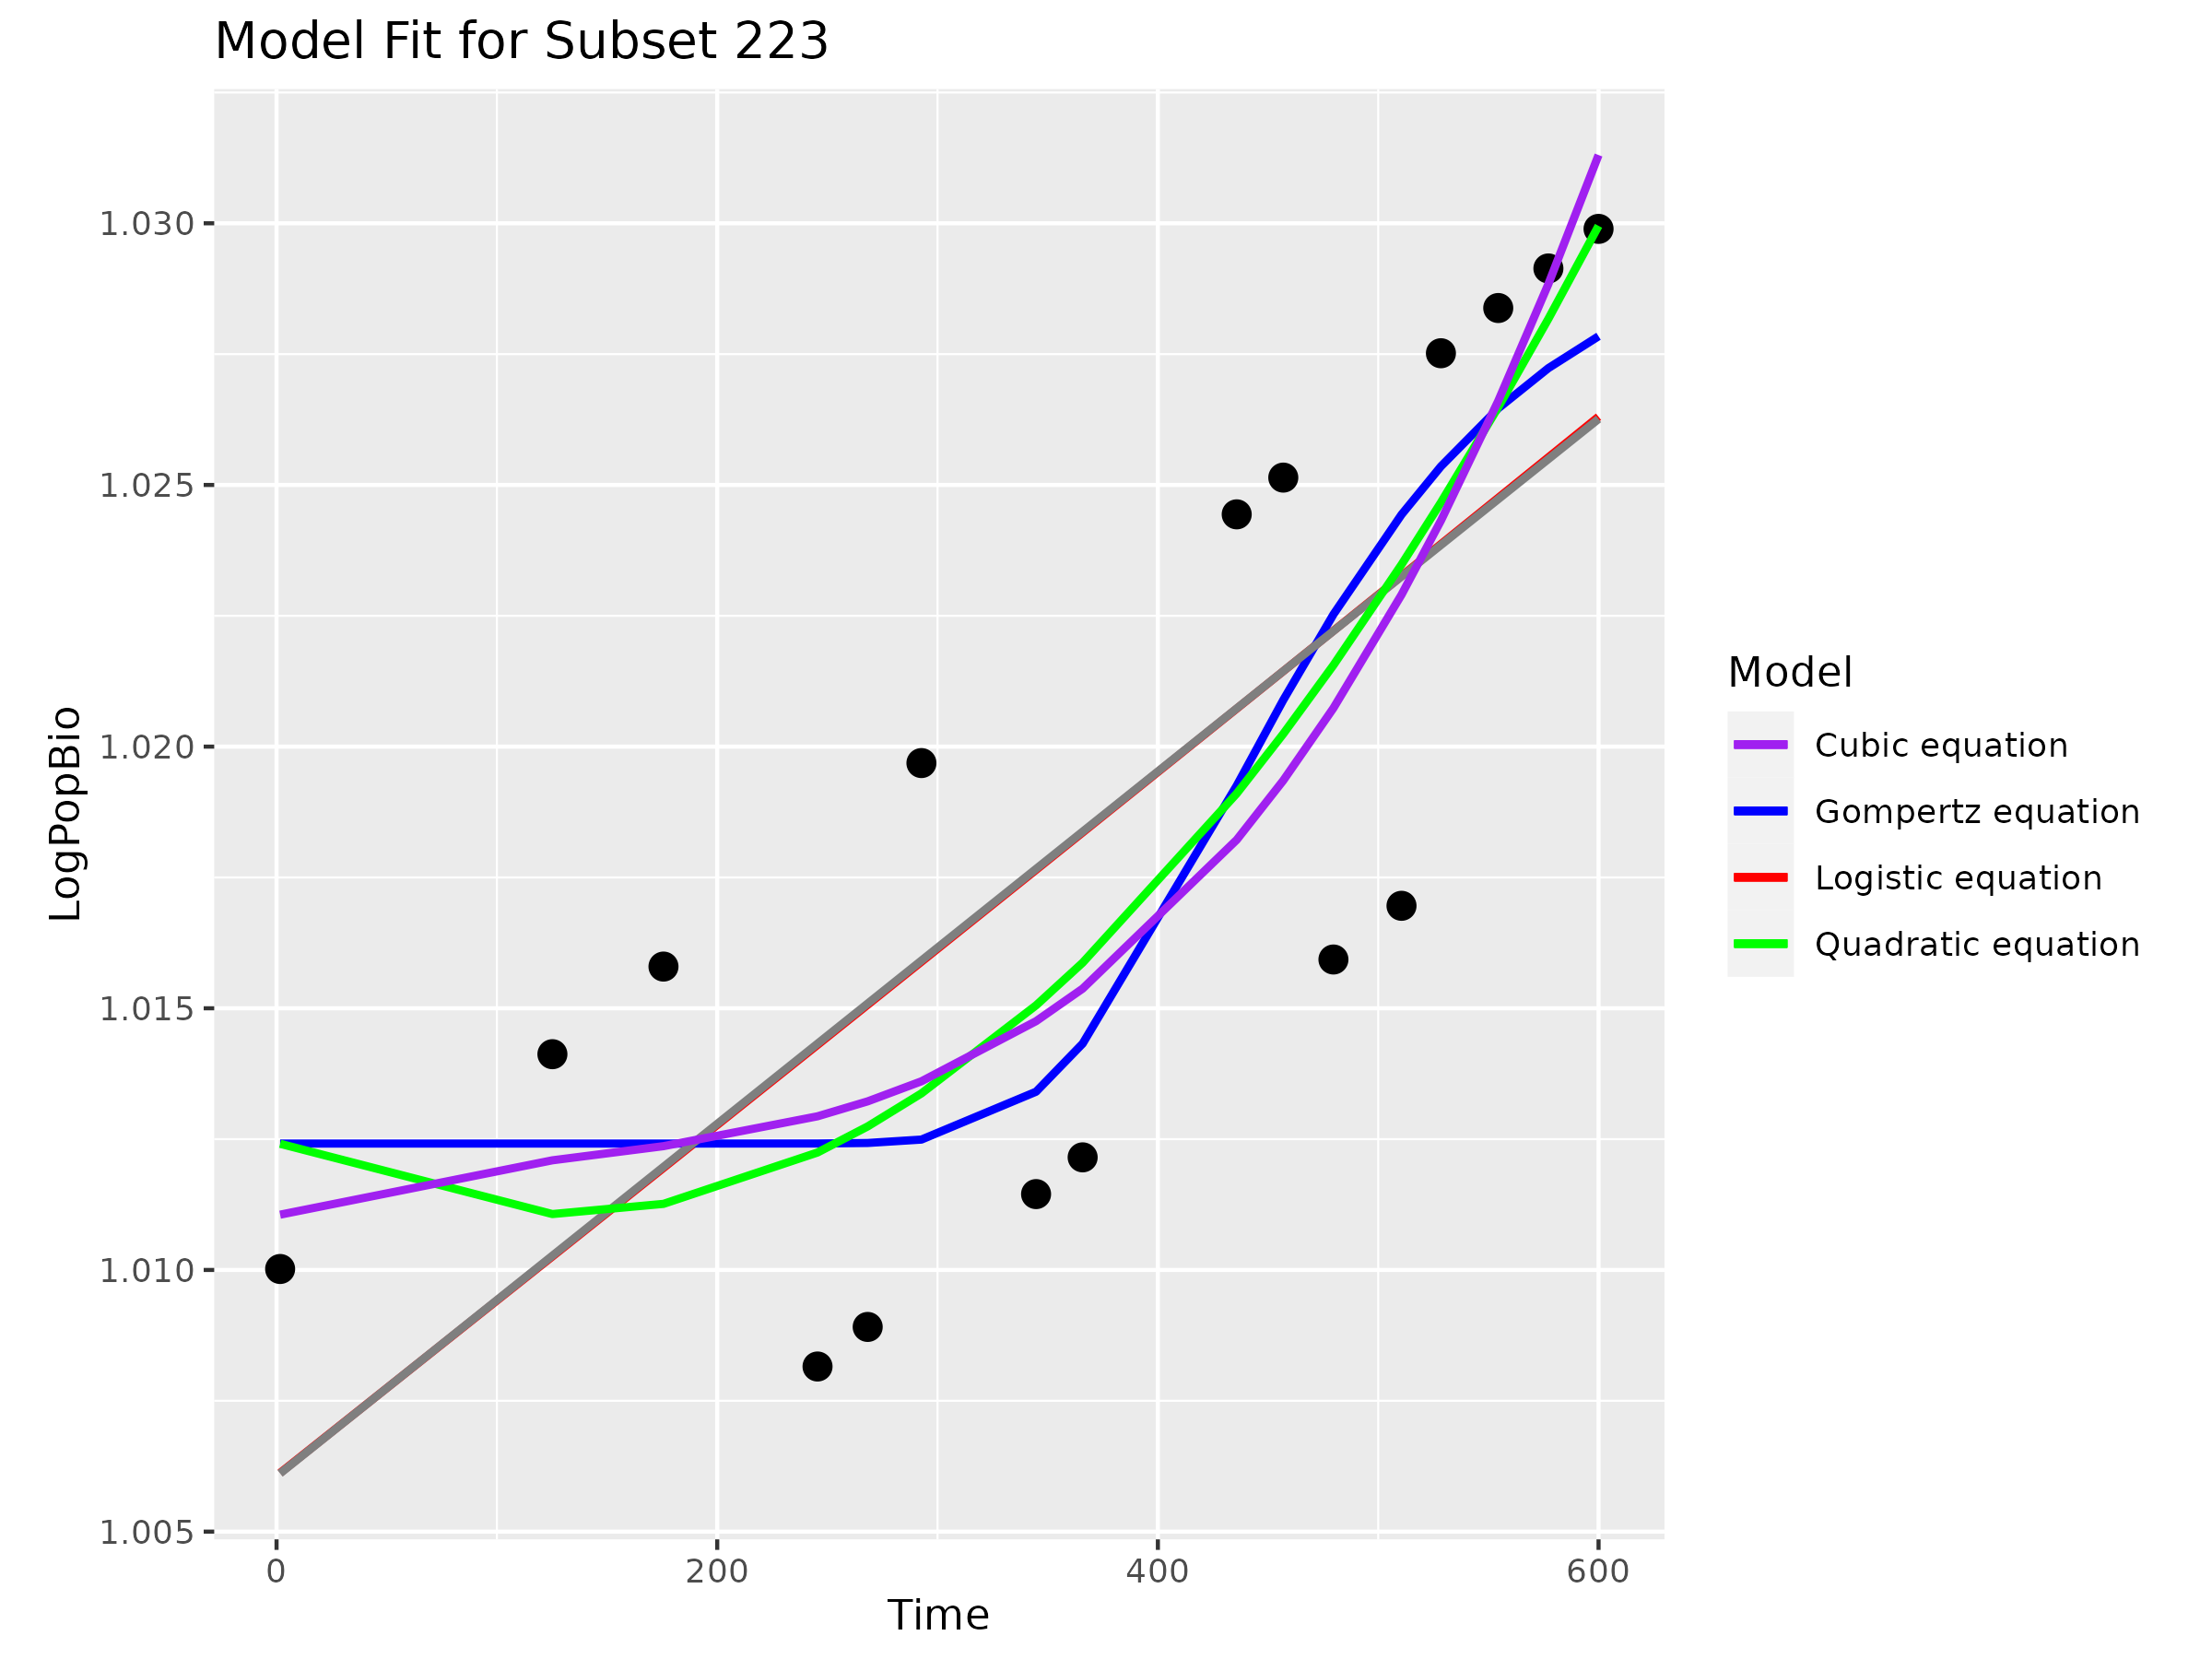 Model Fit for Subset 223
1.030
1.025
1.020
1.015
1.010
1.005
LogPopBio
0
200
400
600
Time
Model
Cubic equation
Gompertz equation
Logistic equation
Quadratic equation